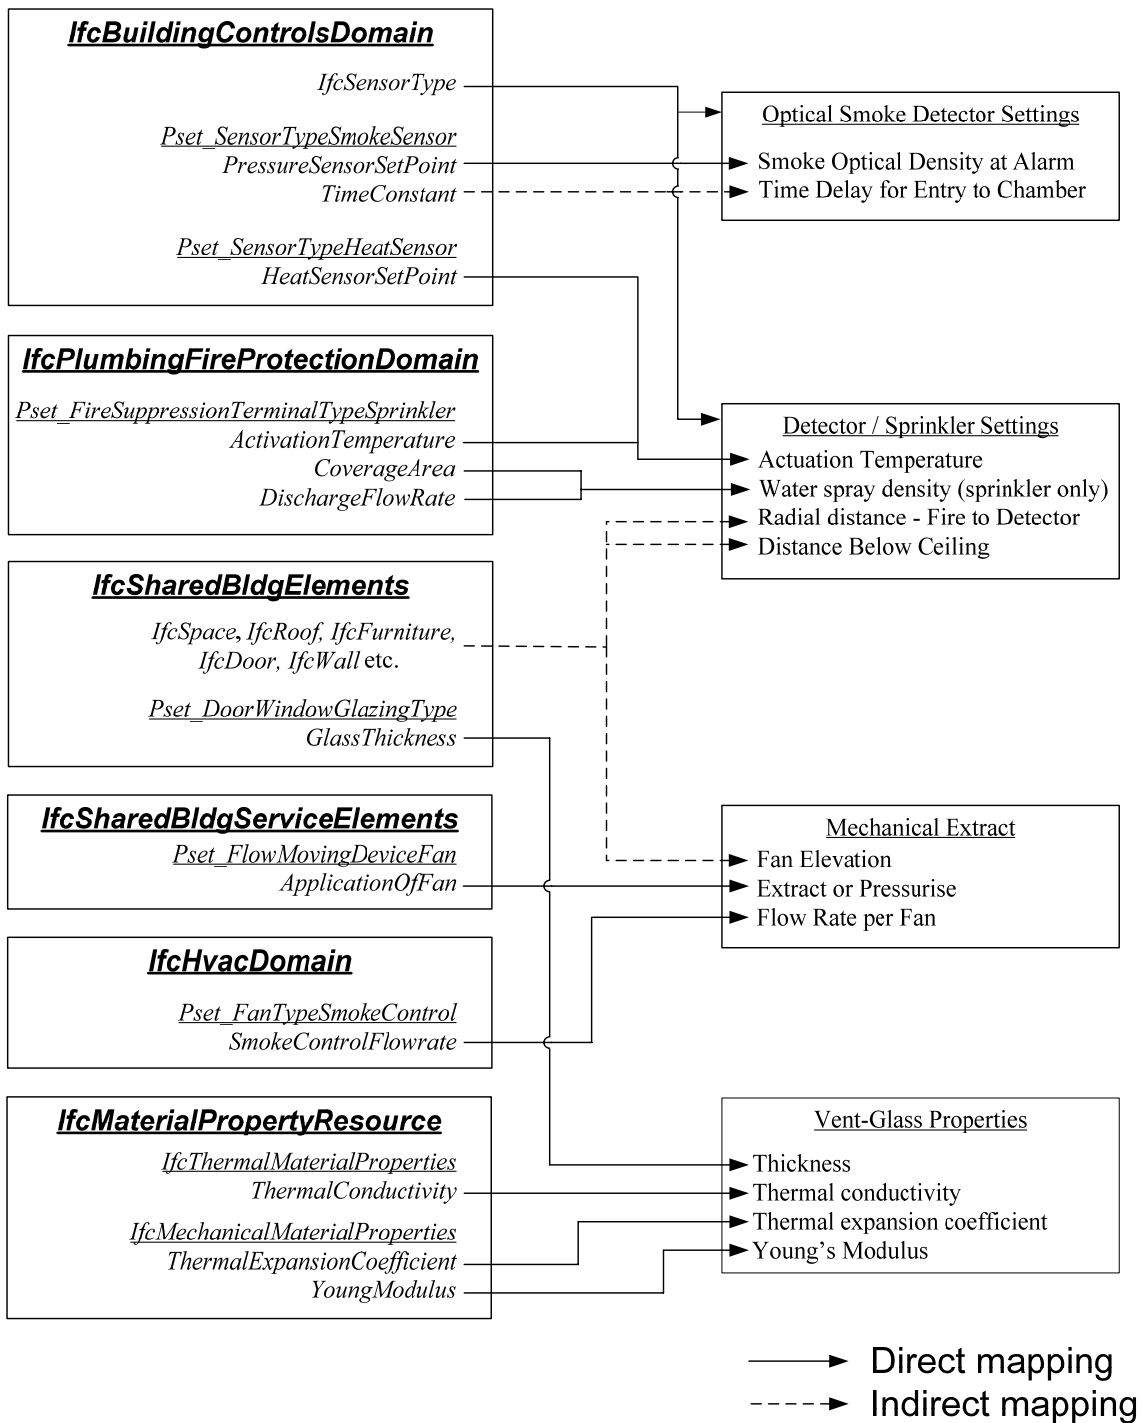 IfcBuildingControlsDomain
IfcSensorType
Pset_SensorTypeSmokeSensor
PressureSensorSetPoint
TimeConstant
Pset_SensorTypeHeatSensor
HeatSensorSetPoint
IfcPlumbingFireProtectionDomain
Pset_FireSuppressionTerminalTypeSprinkler
ActivationTemperature
CoverageArea
DischargeFlowRate
IfcSharedBldgElements
IfcSpace, IfcRoof, IfcFurniture,
IfcDoor, IfcWall etc.
Pset_DoorWindowGlazingType
GlassThickness
IfcSharedBldgServiceElements
Pset_FlowMovingDeviceFan
ApplicationOfFan
IfcHvacDomain
Pset_FanTypeSmokeControl
SmokeControlFlowrate
IfcMaterialPropertyResource
IfcThermalMaterialProperties
ThermalConductivity
IfcMechanicalMaterialProperties
ThermalExpansionCoefficient
YoungModulus
Optical Smoke Detector Settings
Smoke Optical Density at Alarm
Time Delay for Entry to Chamber
Detector / Sprinkler Settings
Actuation Temperature
Water spray density (sprinkler only)
Radial distance - Fire to Detector
Distance Below Ceiling
Mechanical Extract
Fan Elevation
Extract or Pressurise
Flow Rate per Fan
Vent-Glass Properties
Thickness
Thermal conductivity
Thermal expansion coefficient
Young’s Modulus
Direct mapping
Indirect mapping